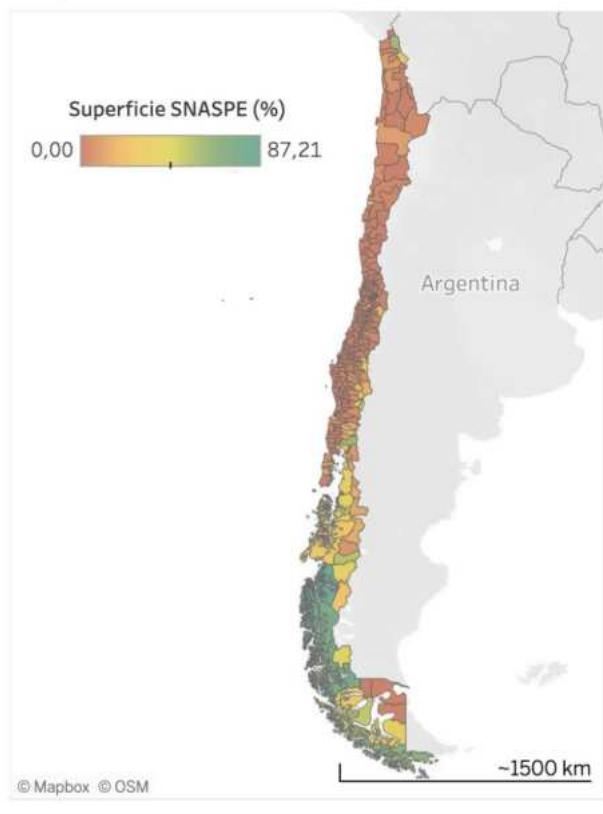 Superficie SNASPE (%)
0,00 87,21
Argentina
~1500 km
© Mapbox © OSM